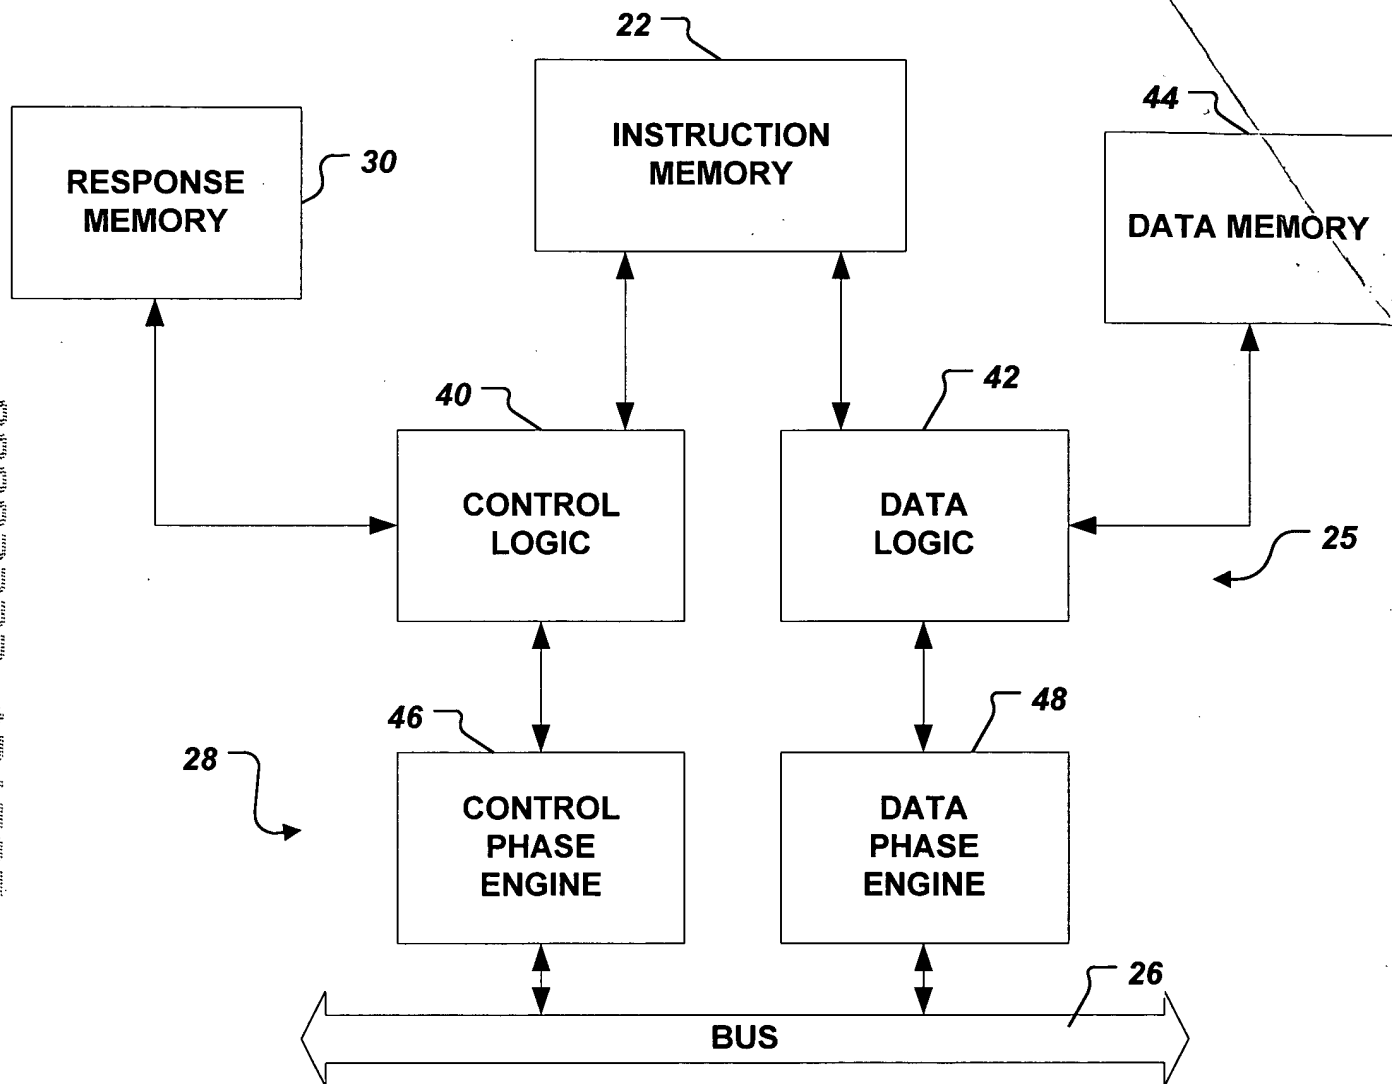 22
INSTRUCTION
MEMORY
30
RESPONSE
MEMORY
44
DATA MEMORY
40
CONTROL
LOGIC
42
DATA
LOGIC
25
46
CONTROL
PHASE
ENGINE
48
DATA
PHASE
ENGINE
28
26
BUS